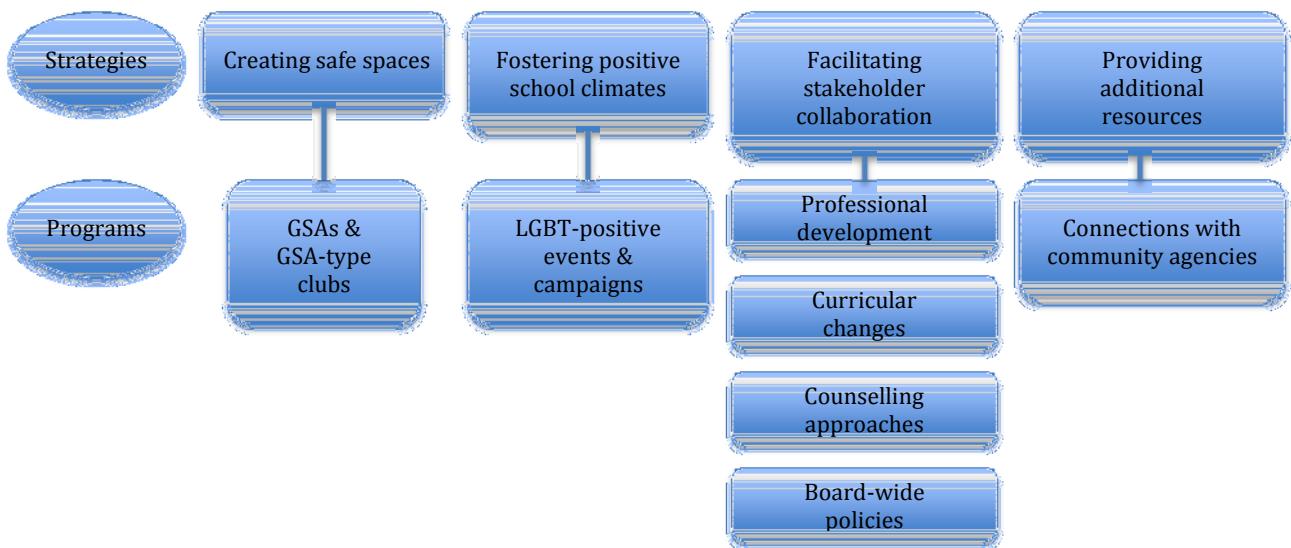 Strategies
Creating safe spaces
Fostering positive
school climates
Facilitating
stakeholder
collaboration
Providing
additional
resources
Programs
GSAs &
GSA-type
clubs
LGBT-positive
events &
campaigns
Professional
development
Curricular
changes
Counselling
approaches
Board-wide
policies
Connections with
community agencies